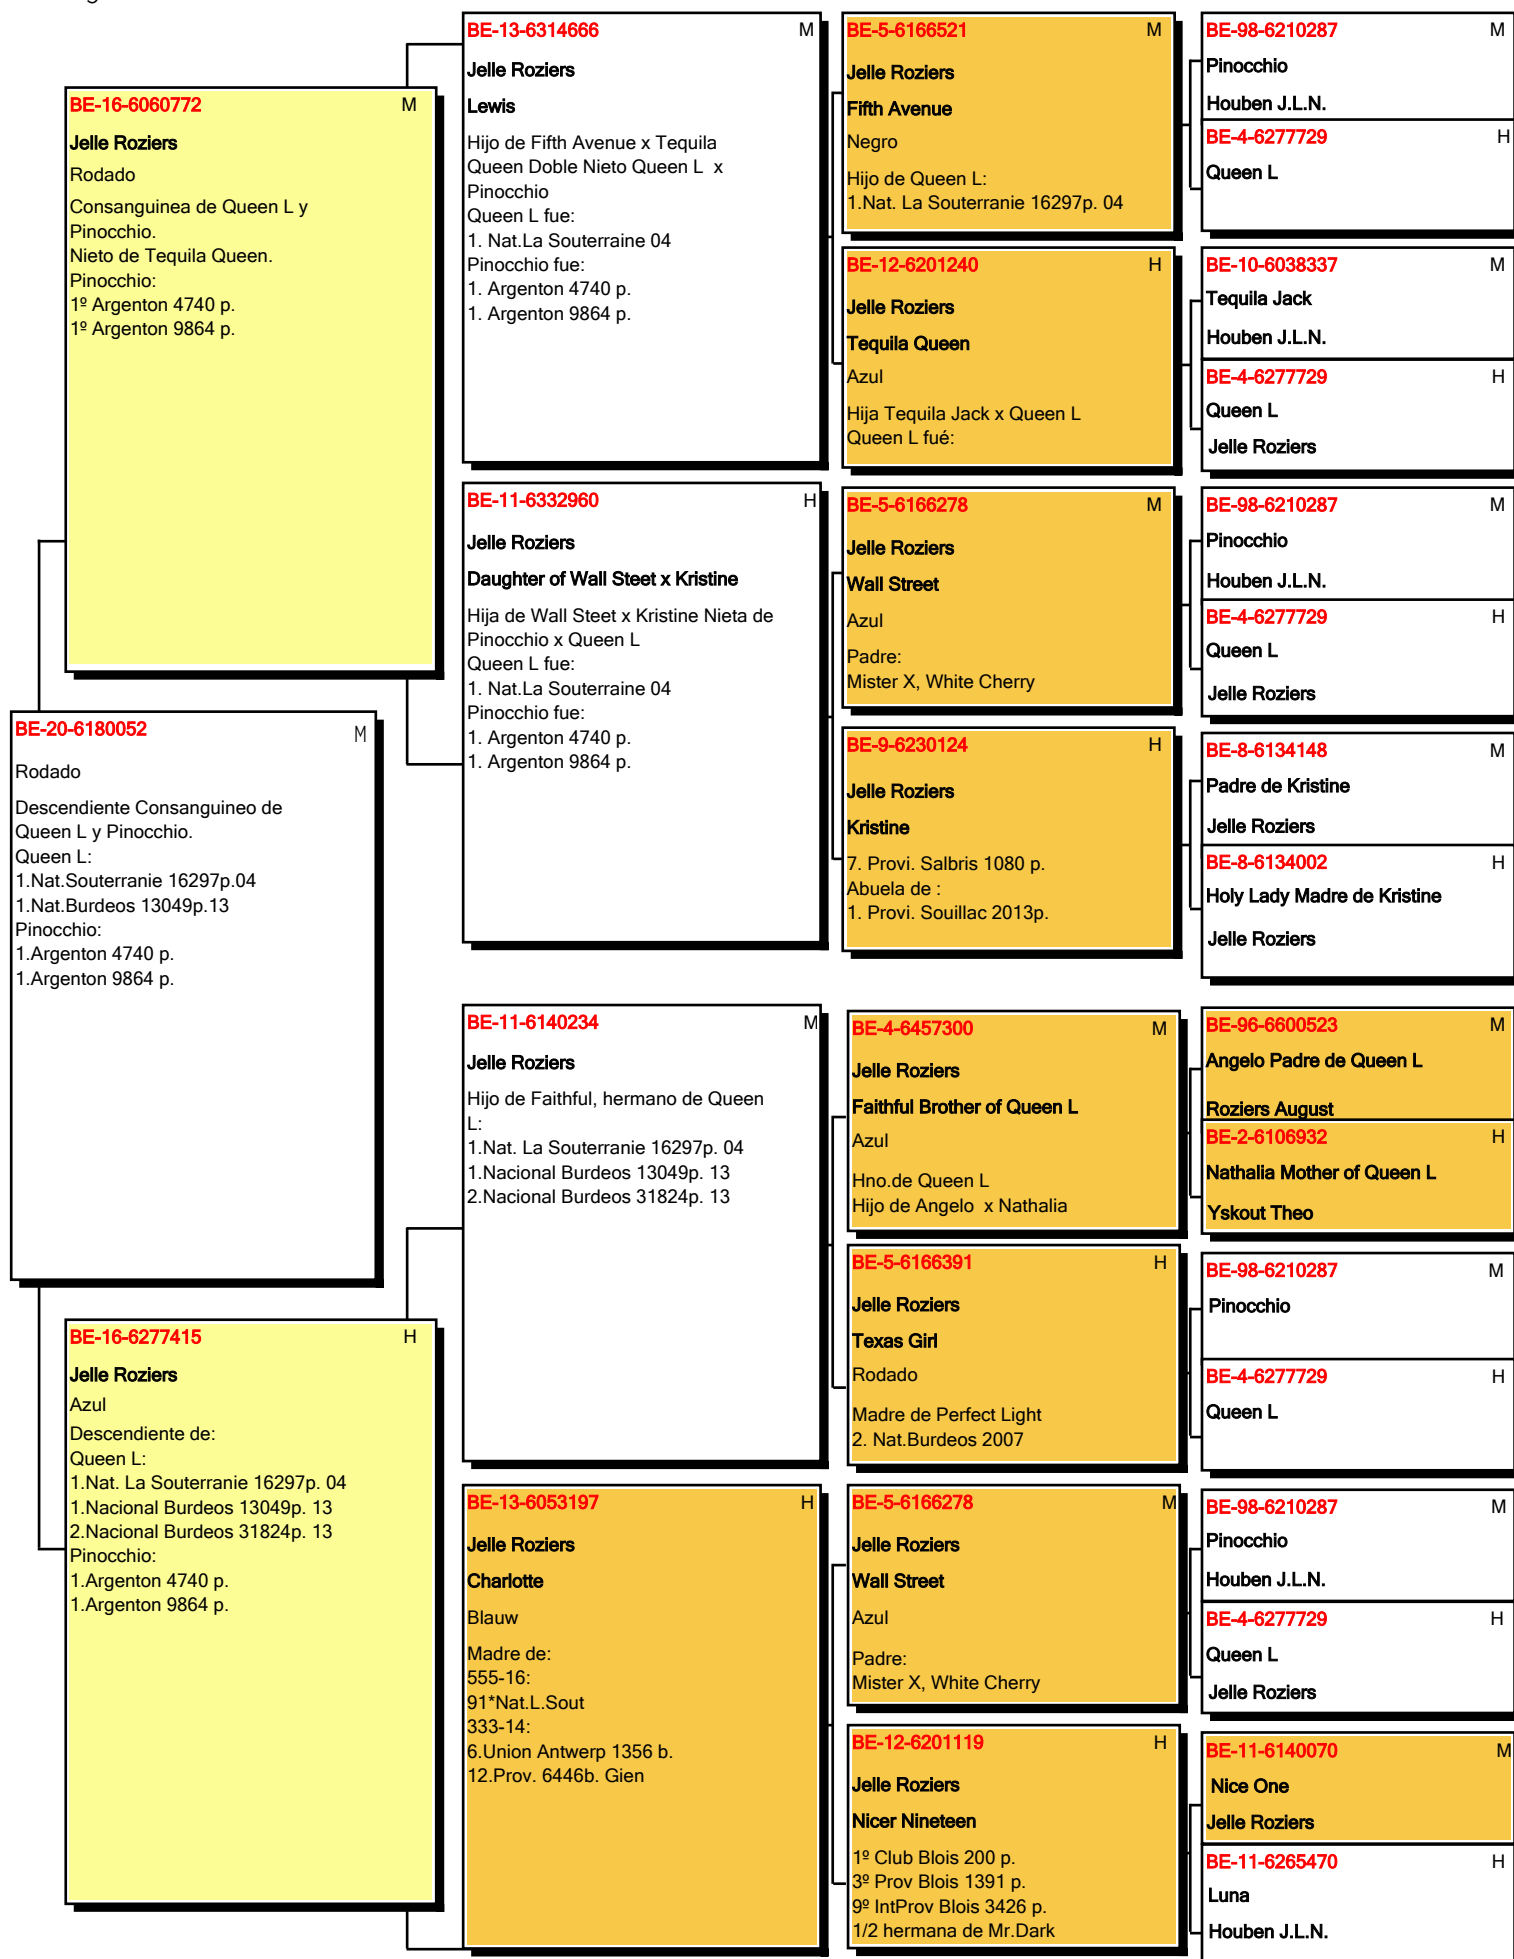 BE-20-6180052 M
Rodado
Descendiente Consanguineo de
Queen L y Pinocchio.
Queen L:
1.Nat.Souterranie 16297p.04
1.Nat.Burdeos 13049p.13
Pinocchio:
1.Argenton 4740 p.
1.Argenton 9864 p.
BE-16-6060772 M
Jelle Roziers
Rodado
Consanguinea de Queen L y
Pinocchio.
Nieto de Tequila Queen.
Pinocchio:
1º Argenton 4740 p.
1º Argenton 9864 p.
BE-16-6277415 H
Jelle Roziers
Azul
Descendiente de:
Queen L:
1.Nat. La Souterranie 16297p. 04
1.Nacional Burdeos 13049p. 13
2.Nacional Burdeos 31824p. 13
Pinocchio:
1.Argenton 4740 p.
1.Argenton 9864 p.
BE-13-6314666 M
Jelle Roziers
Lewis
Hijo de Fifth Avenue x Tequila
Queen Doble Nieto Queen L x
Pinocchio
Queen L fue:
1. Nat.La Souterraine 04
Pinocchio fue:
1. Argenton 4740 p.
1. Argenton 9864 p.
BE-11-6332960 H
Jelle Roziers
Daughter of Wall Steet x Kristine
Hija de Wall Steet x Kristine Nieta de
Pinocchio x Queen L
Queen L fue:
1. Nat.La Souterraine 04
Pinocchio fue:
1. Argenton 4740 p.
1. Argenton 9864 p.
BE-11-6140234 M
Jelle Roziers
Hijo de Faithful, hermano de Queen
L:
1.Nat. La Souterranie 16297p. 04
1.Nacional Burdeos 13049p. 13
2.Nacional Burdeos 31824p. 13
BE-13-6053197 H
Jelle Roziers
Charlotte
Blauw
Madre de:
555-16:
91*Nat.L.Sout
333-14:
6.Union Antwerp 1356 b.
12.Prov. 6446b. Gien
BE-5-6166521 M
Jelle Roziers
Fifth Avenue
Negro
Hijo de Queen L:
1.Nat. La Souterranie 16297p. 04
BE-12-6201240 H
Jelle Roziers
Tequila Queen
Azul
Hija Tequila Jack x Queen L
Queen L fué:
BE-5-6166278 M
Jelle Roziers
Wall Street
Azul
Padre:
Mister X, White Cherry
BE-9-6230124 H
Jelle Roziers
Kristine
7. Provi. Salbris 1080 p.
Abuela de :
1. Provi. Souillac 2013p.
BE-4-6457300 M
Jelle Roziers
Faithful Brother of Queen L
Azul
Hno.de Queen L
Hijo de Angelo x Nathalia
BE-5-6166391 H
Jelle Roziers
Texas Girl
Rodado
Madre de Perfect Light
2. Nat.Burdeos 2007
BE-5-6166278 M
Jelle Roziers
Wall Street
Azul
Padre:
Mister X, White Cherry
BE-12-6201119 H
Jelle Roziers
Nicer Nineteen
1º Club Blois 200 p.
3º Prov Blois 1391 p.
9º IntProv Blois 3426 p.
1/2 hermana de Mr.Dark
BE-98-6210287 M
Pinocchio
Houben J.L.N.
BE-4-6277729 H
Queen L
BE-10-6038337 M
Tequila Jack
Houben J.L.N.
BE-4-6277729 H
Queen L
Jelle Roziers
BE-98-6210287 M
Pinocchio
Houben J.L.N.
BE-4-6277729 H
Queen L
Jelle Roziers
BE-8-6134148 M
Padre de Kristine
Jelle Roziers
BE-8-6134002 H
Holy Lady Madre de Kristine
Jelle Roziers
BE-96-6600523 M
Angelo Padre de Queen L
Roziers August
BE-2-6106932 H
Nathalia Mother of Queen L
Yskout Theo
BE-98-6210287 M
Pinocchio
BE-4-6277729 H
Queen L
BE-98-6210287 M
Pinocchio
Houben J.L.N.
BE-4-6277729 H
Queen L
Jelle Roziers
BE-11-6140070 M
Nice One
Jelle Roziers
BE-11-6265470 H
Luna
Houben J.L.N.